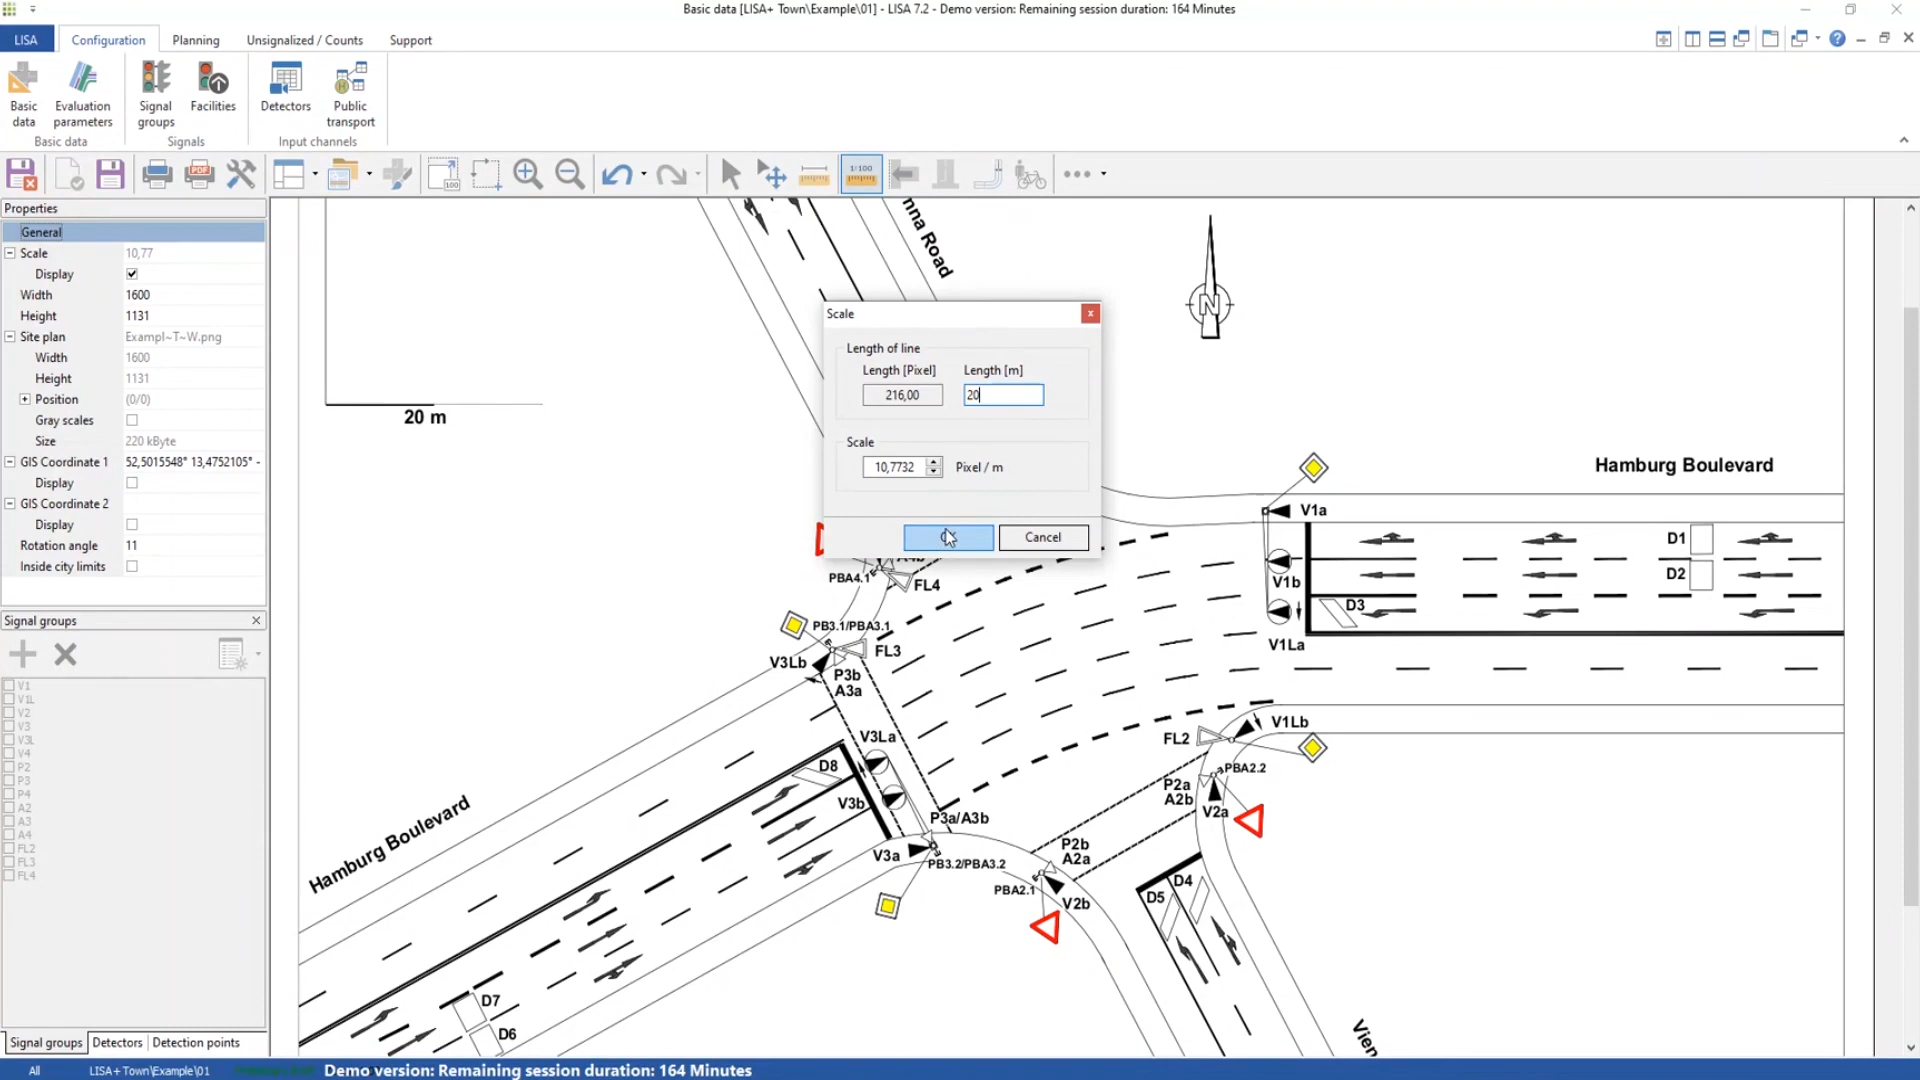 Basic data [LISA+ Town\Example\01] - LISA 7.2 - Demo version: Remaining session duration: 164 Minutes
LISA
Configuration
Planning
Unsignalized / Counts
Support
Basic data
Evaluation parameters
Signal groups
Facilities
Detectors
Public transport
Basic data
Signals
Input channels
100
1:100
Properties
General
Scale 10,77
Display
Width 1600
Height 1131
Site plan Exampl~T~W.png
Width 1600
Height 1131
Position (0/0)
Gray scales
Size 220 kByte
GIS Coordinate 1 52,5015548° 13,4752105° -
Display
GIS Coordinate 2
Display
Rotation angle 11
Inside city limits
Signal groups
V1
V1L
V2
V3
V3L
V4
P2
P3
P4
A2
A3
A4
FL2
FL3
FL4
Signal groups
Detectors
Detection points
nna Road
N
20 m
Scale
Length of line
Length [Pixel]
Length [m]
216,00
20
Scale
10,7732
Pixel / m
Cancel
Hamburg Boulevard
V1a
D1
D2
V1b
D3
V1La
PBA4.1
FL4
PB3.1/PBA3.1
FL3
V3Lb
P3b
A3a
V1Lb
FL2
V3La
D8
PBA2.2
P2a
A2b
V3b
V2a
P3a/A3b
Hamburg Boulevard
P2b
A2a
V3a
PB3.2/PBA3.2
PBA2.1
D4
D5
V2b
D7
D6
Vien
All
LISA+ Town\Example\01
Demo version: Remaining session duration: 164 Minutes